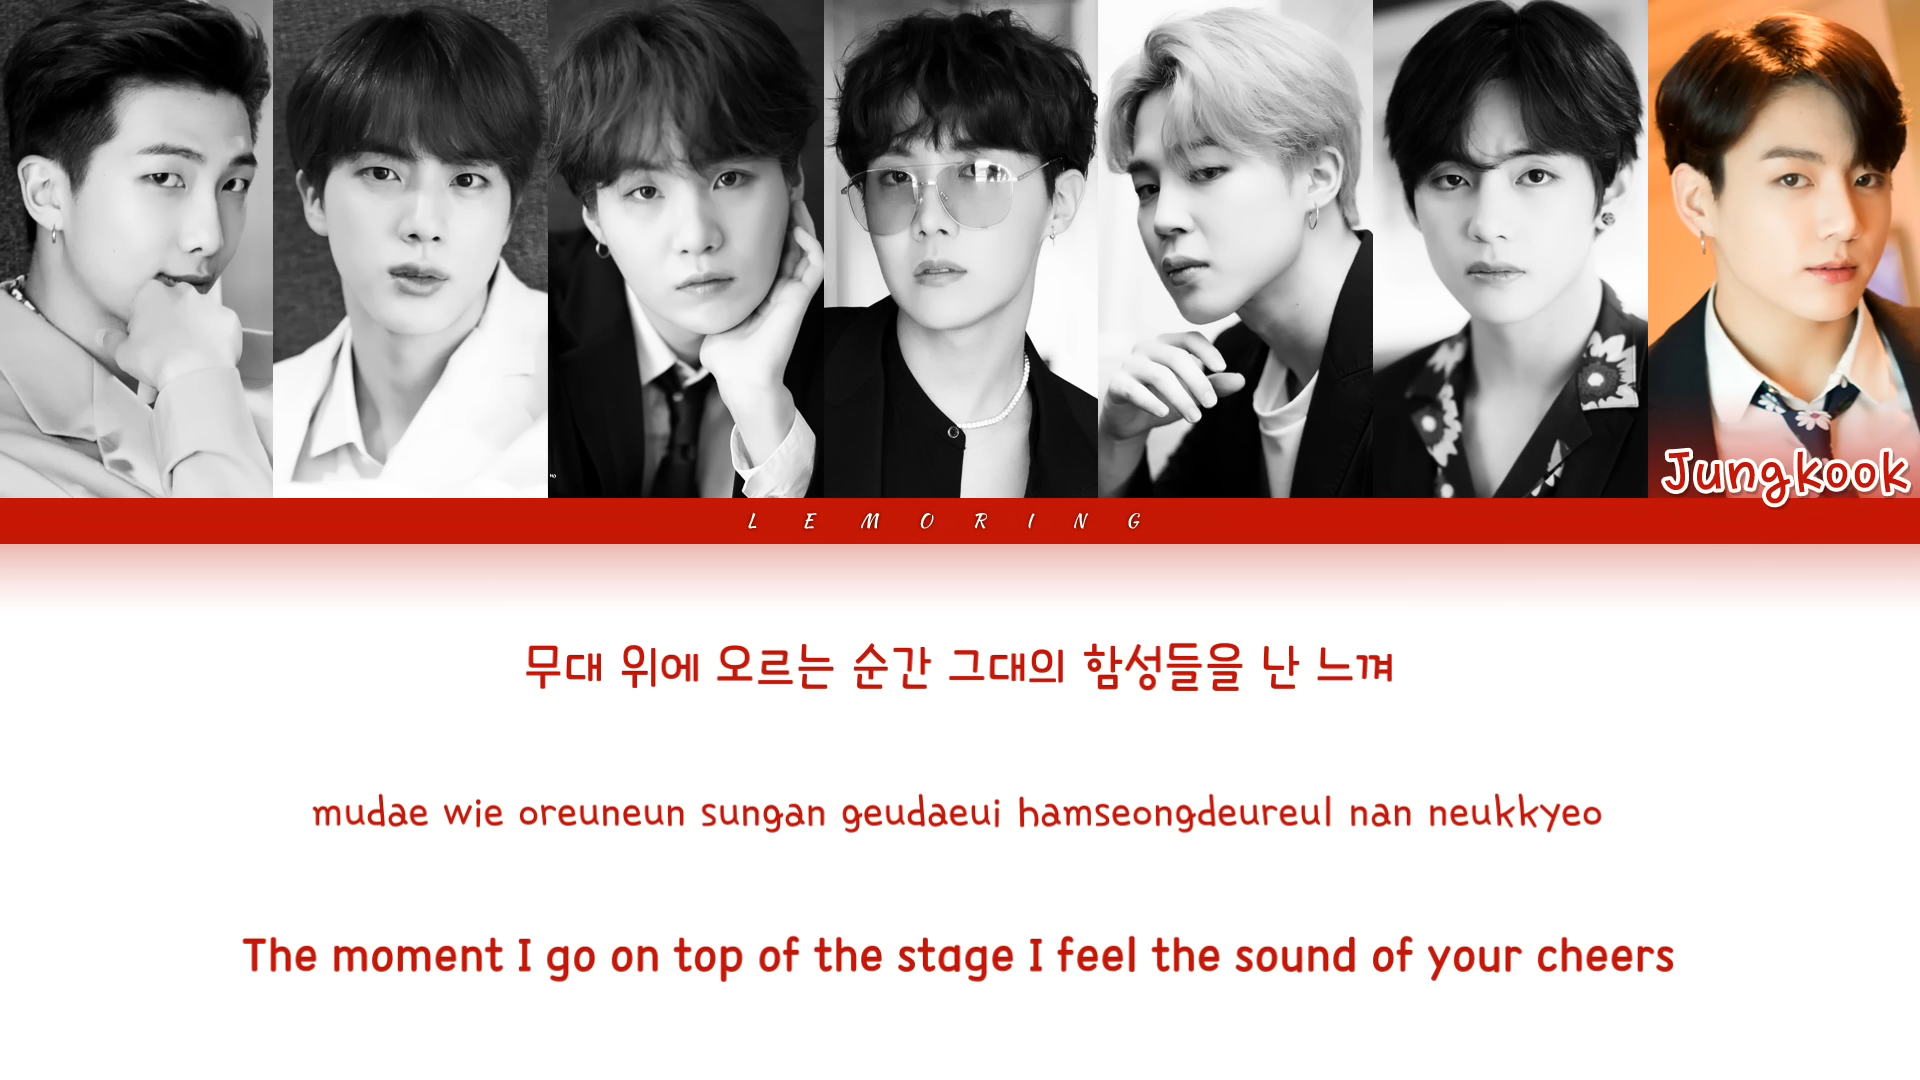 Jungkook
LEMORING
무대 위에 오르는 순간 그대의 함성들을 난 느껴
mudae wie oreuneun sungan geudaeui hamseongdeureul nan neukkyeo
The moment I go on top of the stage I feel the sound of your cheers